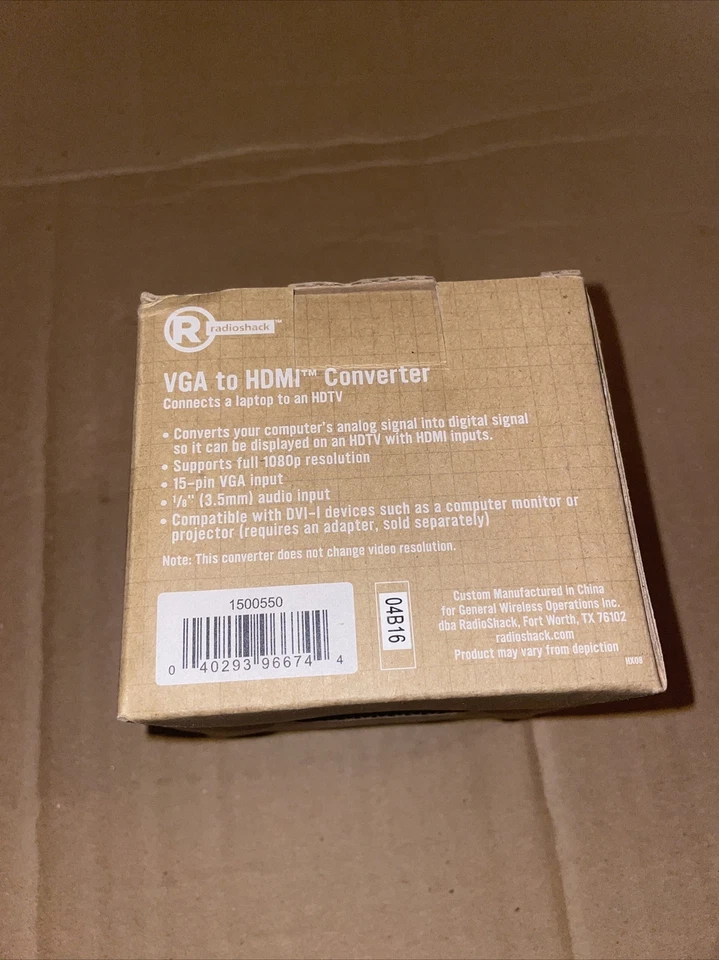 R radioshack™
VGA to HDMI™ Converter
Connects a laptop to an HDTV
• Converts your computer's analog signal into digital signal
so it can be displayed on an HDTV with HDMI inputs.
• Supports full 1080p resolution
• 15-pin VGA input
• 1/8" (3.5mm) audio input
• Compatible with DVI-I devices such as a computer monitor or
projector (requires an adapter, sold separately)
Note: This converter does not change video resolution.
1500550
0 40293 96674 4
04B16
Custom Manufactured in China
for General Wireless Operations Inc.
dba RadioShack, Fort Worth, TX 76102
radioshack.com
Product may vary from depiction